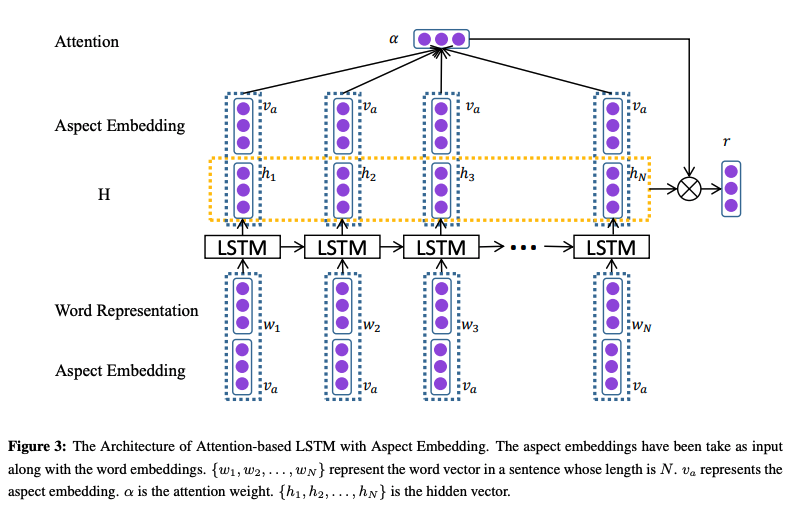 Attention
α
Aspect Embedding
v_a v_a v_a v_a
r
H
h_1 h_2 h_3 h_N
LSTM LSTM LSTM ••• LSTM
Word Representation
w_1 w_2 w_3 w_N
Aspect Embedding
v_a v_a v_a v_a
Figure 3: The Architecture of Attention-based LSTM with Aspect Embedding. The aspect embeddings have been take as input
along with the word embeddings. {w_1, w_2, . . . , w_N} represent the word vector in a sentence whose length is N. v_a represents the
aspect embedding. α is the attention weight. {h_1, h_2, . . . , h_N} is the hidden vector.